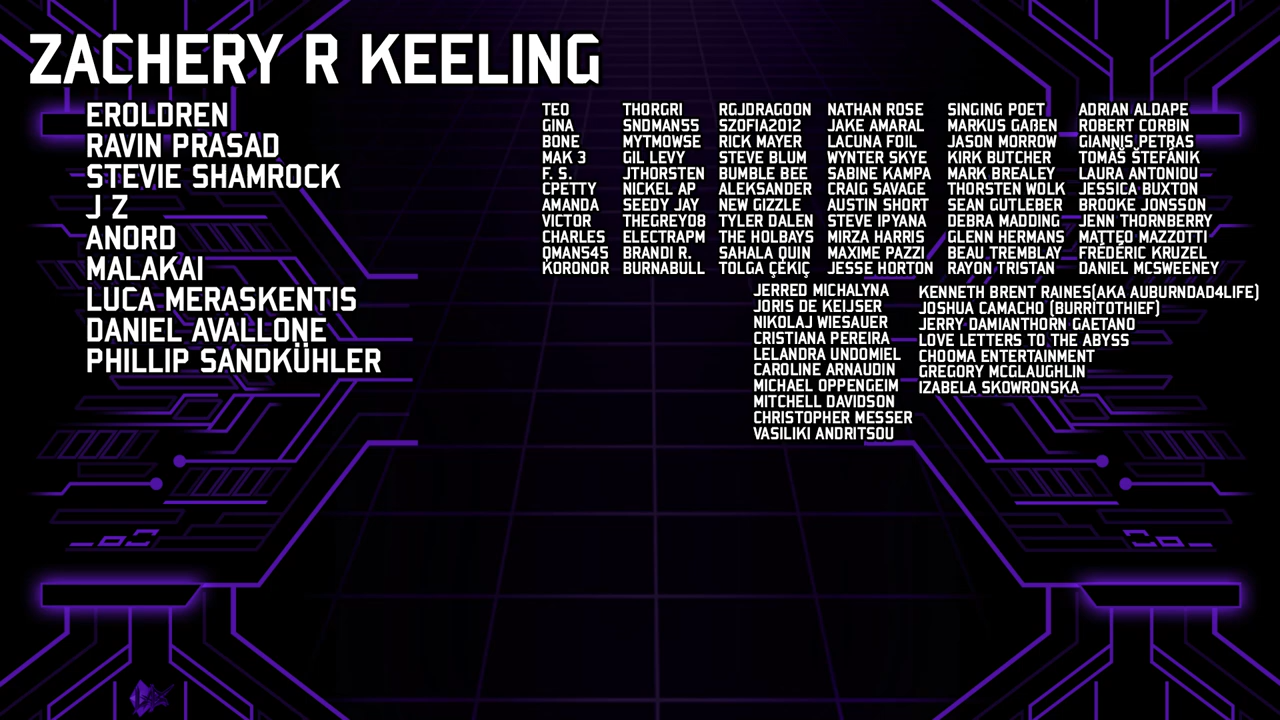 ZACHERY R KEELING
EROLDREN
RAVIN PRASAD
STEVIE SHAMROCK
J Z
ANORD
MALAKAI
LUCA MERASKENTIS
DANIEL AVALLONE
PHILLIP SANDKÜHLER
TEO
GINA
BONE
MAK 3
F. S.
CPETTY
AMANDA
VICTOR
CHARLES
QMAN545
KORONOR
THORGRI
SNDMAN55
MYTMOWSE
GIL LEVY
JTHORSTEN
NICKEL AP
SEEDY JAY
THEGREY08
ELECTRAPM
BRANDI R.
BURNABULL
RGJDRAGOON
SZOFIA2012
RICK MAYER
STEVE BLUM
BUMBLE BEE
ALEKSANDER
NEW GIZZLE
TYLER DALEN
THE HOLBAYS
SAHALA QUIN
TOLGA ÇEKIÇ
NATHAN ROSE
JAKE AMARAL
LACUNA FOIL
WYNTER SKYE
SABINE KAMPA
CRAIG SAVAGE
AUSTIN SHORT
STEVE IPYANA
MIRZA HARRIS
MAXIME PAZZI
JESSE HORTON
SINGING POET
MARKUS GAßEN
JASON MORROW
KIRK BUTCHER
MARK BREALEY
THORSTEN WOLK
SEAN GUTLEBER
DEBRA MADDING
GLENN HERMANS
BEAU TREMBLAY
RAYON TRISTAN
ADRIAN ALDAPE
ROBERT CORBIN
GIANNIS PETRAS
TOMÁŠ ŠTEFÁNIK
LAURA ANTONIOU
JESSICA BUXTON
BROOKE JONSSON
JENN THORNBERRY
MATTEO MAZZOTTI
FRÉDÉRIC KRUZEL
DANIEL MCSWEENEY
JERRED MICHALYNA
JORIS DE KEIJSER
NIKOLAJ WIESAUER
CRISTIANA PEREIRA
LELANDRA UNDOMIEL
CAROLINE ARNAUDIN
MICHAEL OPPENGEIM
MITCHELL DAVIDSON
CHRISTOPHER MESSER
VASILIKI ANDRITSOU
KENNETH BRENT RAINES(AKA AUBURNDAD4LIFE)
JOSHUA CAMACHO (BURRITOTHIEF)
JERRY DAMIANTHORN GAETANO
LOVE LETTERS TO THE ABYSS
CHOOMA ENTERTAINMENT
GREGORY MCGLAUGHLIN
IZABELA SKOWRONSKA